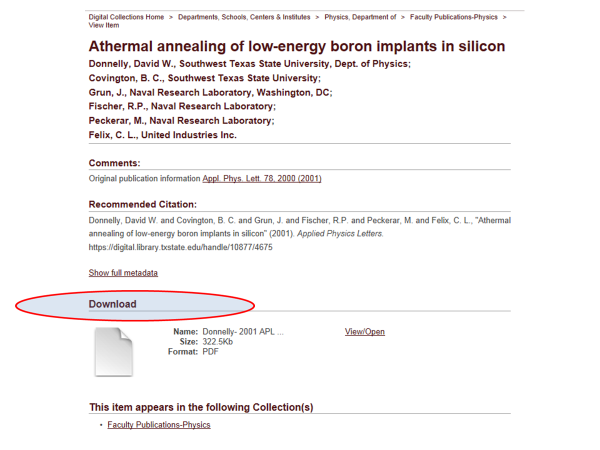 Digital Collections Home > Departments, Schools, Centers & Institutes > Physics, Department of > Faculty Publications-Physics >
View Item
Athermal annealing of low-energy boron implants in silicon
Donnelly, David W., Southwest Texas State University, Dept. of Physics;
Covington, B. C., Southwest Texas State University;
Grun, J., Naval Research Laboratory, Washington, DC;
Fischer, R.P., Naval Research Laboratory;
Peckerar, M., Naval Research Laboratory;
Felix, C. L., United Industries Inc.
Comments:
Original publication information Appl. Phys. Lett. 78, 2000 (2001)
Recommended Citation:
Donnelly, David W. and Covington, B. C. and Grun, J. and Fischer, R.P. and Peckerar, M. and Felix, C. L., "Athermal
annealing of low-energy boron implants in silicon" (2001). Applied Physics Letters.
https://digital.library.txstate.edu/handle/10877/4675
Show full metadata
Download
Name: Donnelly- 2001 APL ... View/Open
Size: 322.5Kb
Format: PDF
This item appears in the following Collection(s)
• Faculty Publications-Physics